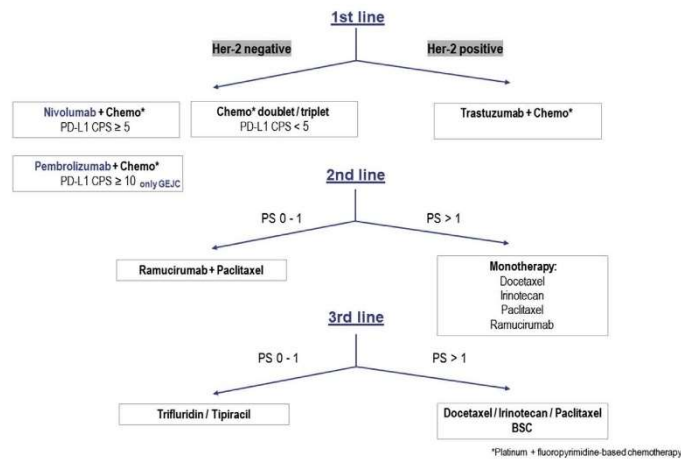 1st line
Her-2 negative
Her-2 positive
Nivolumab + Chemo*
PD-L1 CPS ≥ 5
Chemo* doublet / triplet
PD-L1 CPS < 5
Trastuzumab + Chemo*
Pembrolizumab + Chemo*
PD-L1 CPS ≥ 10 only GEJC
2nd line
PS 0 - 1
PS > 1
Ramucirumab + Paclitaxel
Monotherapy:
Docetaxel
Irinotecan
Paclitaxel
Ramucirumab
3rd line
PS 0 - 1
PS > 1
Trifluridin / Tipiracil
Docetaxel / Irinotecan / Paclitaxel
BSC
*Platinum + fluoropyrimidine-based chemotherapy